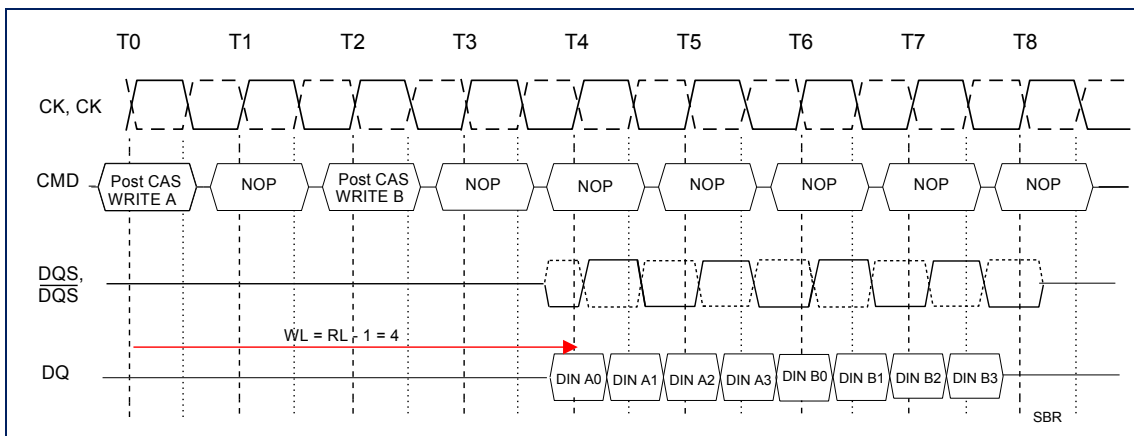 T0 T1 T2 T3 T4 T5 T6 T7 T8
CK, CK
CMD
Post CAS
WRITE A
NOP
Post CAS
WRITE B
NOP
NOP
NOP
NOP
NOP
NOP
DQS,
DQS
WL = RL - 1 = 4
DQ
DIN A0 DIN A1 DIN A2 DIN A3 DIN B0 DIN B1 DIN B2 DIN B3
SBR